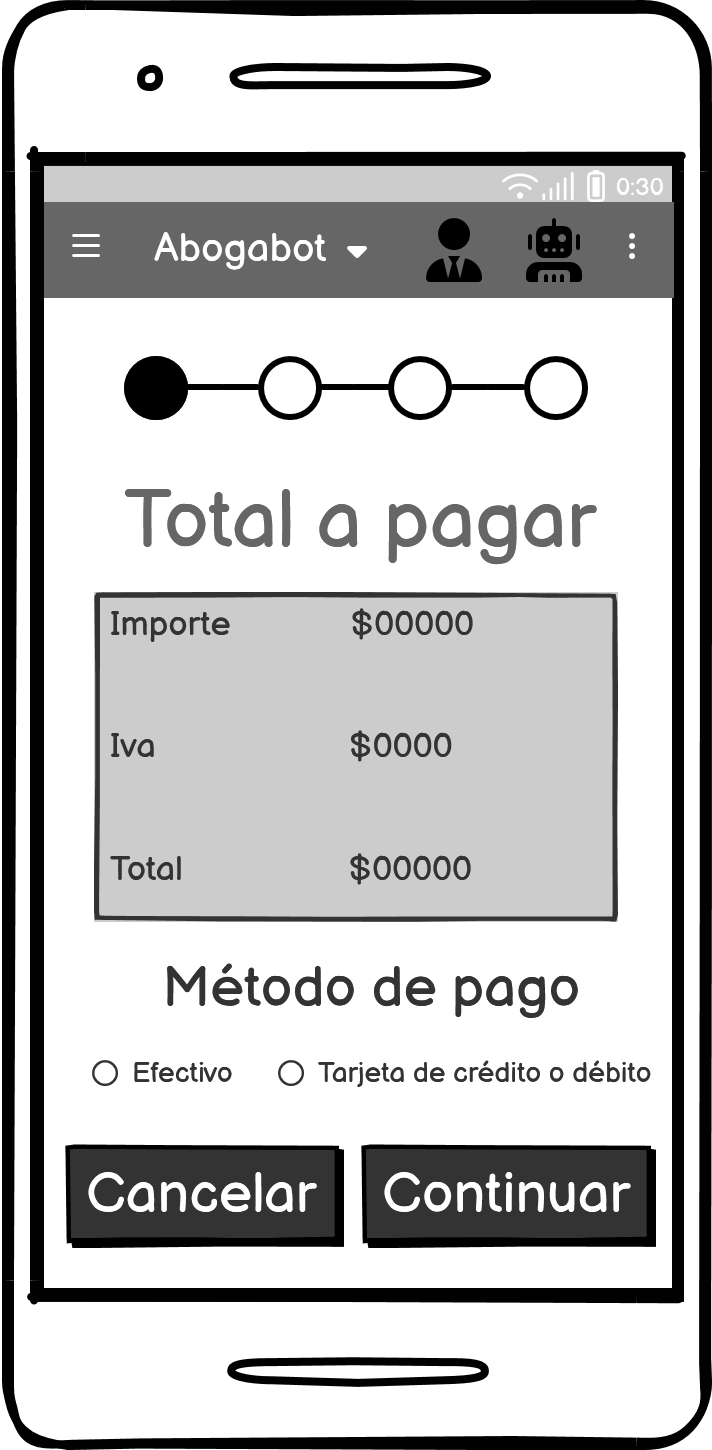 0:30
Abogabot
Total a pagar
Importe $00000
Iva $0000
Total $00000
Método de pago
Efectivo Tarjeta de crédito o débito
Cancelar Continuar